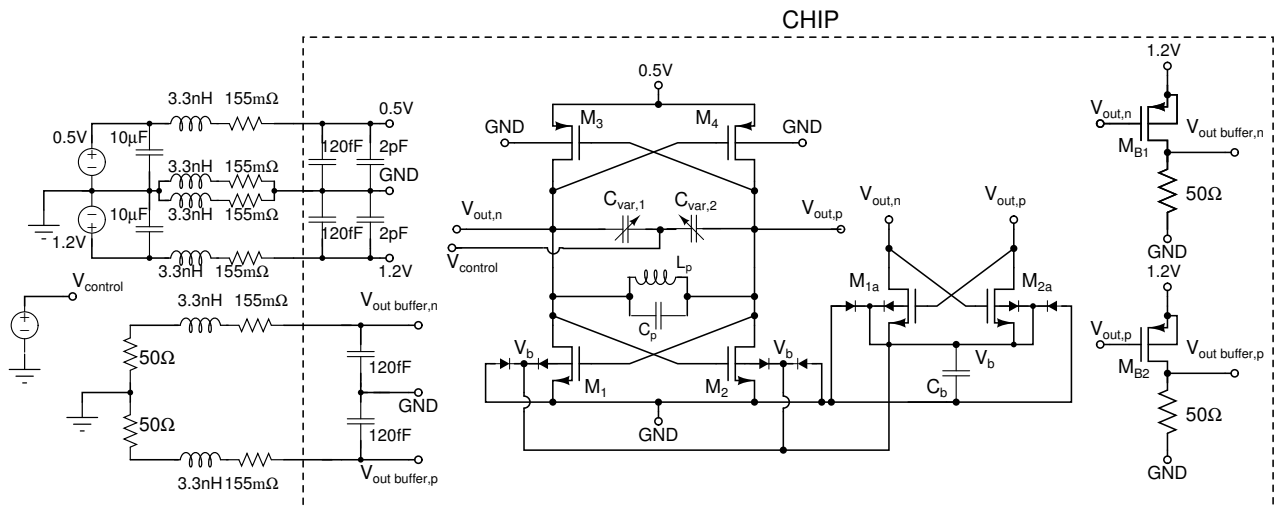 CHIP
3.3nH 155mΩ
0.5V
0.5V
10µF
120fF
2pF
3.3nH
155mΩ
GND
3.3nH
155mΩ
10µF
1.2V
120fF
2pF
3.3nH 155mΩ
1.2V
Vcontrol
3.3nH 155mΩ
Vout buffer,n
50Ω
120fF
GND
50Ω
120fF
3.3nH 155mΩ
Vout buffer,p
0.5V
M3
M4
GND
GND
Vout,n
Cvar,1
Cvar,2
Vout,p
Vcontrol
Lp
Cp
Vb
Vb
M1
M2
GND
Vout,n
Vout,p
M1a
M2a
Vb
Cb
1.2V
Vout,n
Vout buffer,n
MB1
50Ω
GND
1.2V
Vout,p
Vout buffer,p
MB2
50Ω
GND